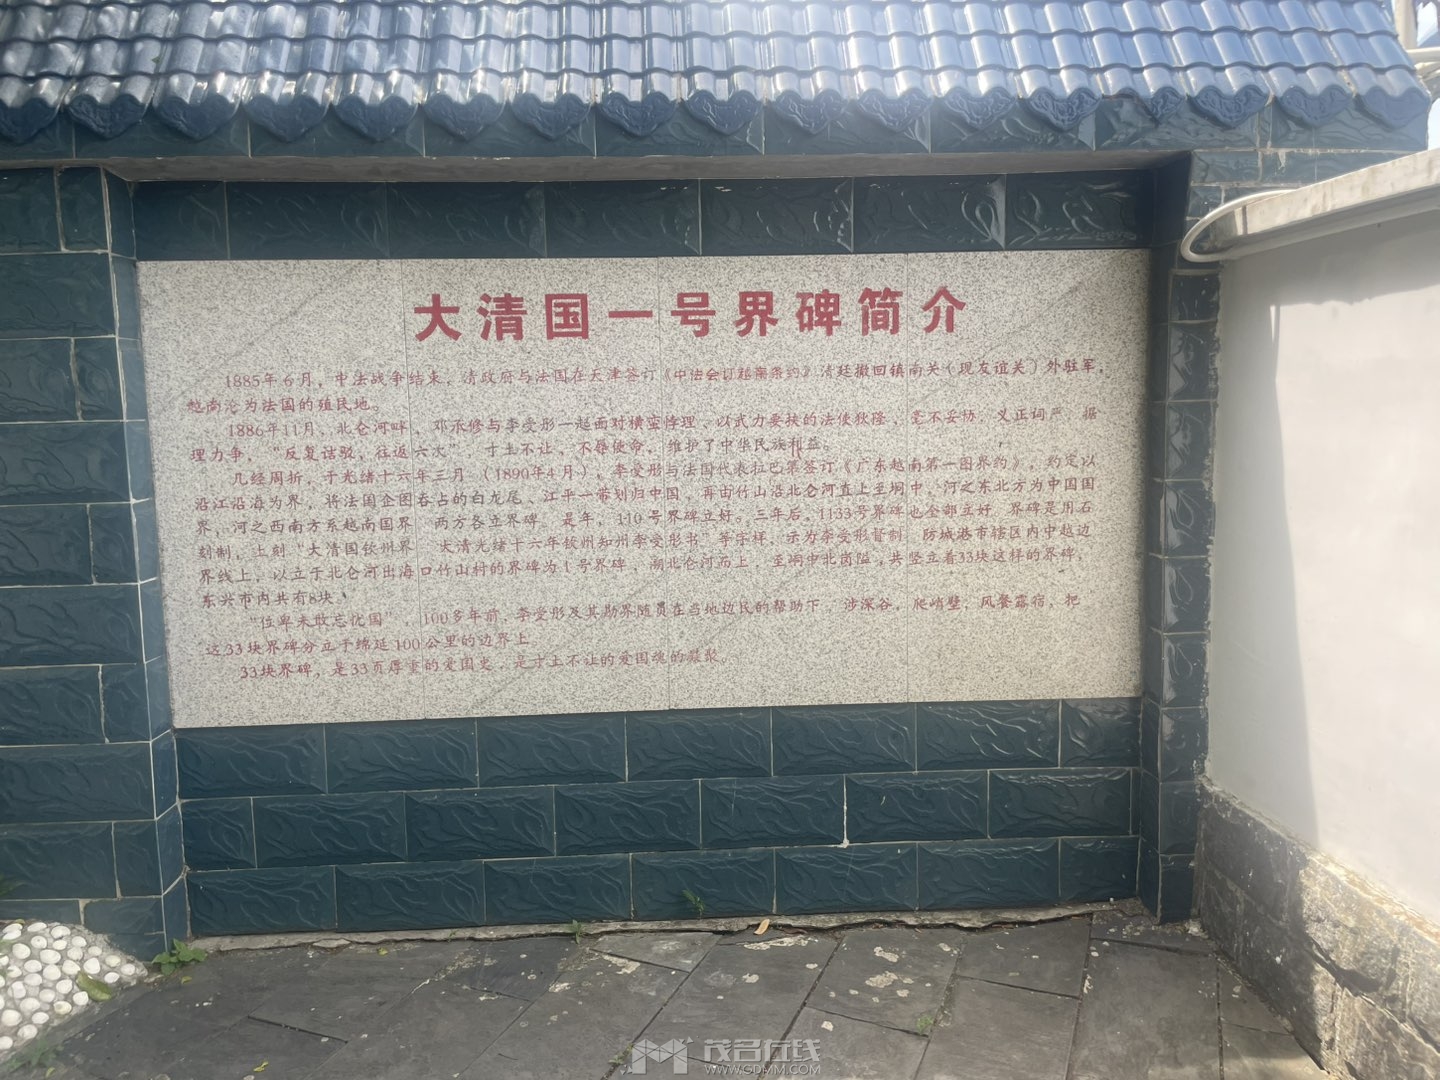 大清国一号界碑简介
1885年6月，中法战争结束，清政府与法国在天津签订《中法会订越南条约》清廷撤回镇南关（现友谊关）外驻军，
越南沦为法国的殖民地。
1886年11月，北仑河畔，邓承修与李受彤一起面对横蛮悖理，以武力要挟的法使狄隆，毫不妥协，义正词严，据
理力争，“反复诘驳，往返六次”，寸土不让，不辱使命，维护了中华民族利益。
几经周折，于光绪十六年三月（1890年4月），李受彤与法国代表拉巴第签订《广东越南第一图界约》，约定以
沿江沿海为界，将法国企图吞占的白龙尾、江平一带划归中国，再由竹山沿北仑河直上至峒中，河之东北方为中国国
界，河之西南方系越南国界，两方各立界碑。是年，1 10号界碑立好。三年后，1133号界碑也全部立好，界碑是用石
刻制，上刻“大清国钦州界，大清光绪十六年钦州知州李受彤书”等字样，示为李受彤督制，防城港市辖区内中越边
界线上，以立于北仑河出海口竹山村的界碑为1号界碑，溯北仑河而上，至峒中北岗隘，共竖立着33块这样的界碑，
东兴市内共有8块。
“位卑未敢忘忧国”，100多年前，李受彤及其勘界随员在当地边民的帮助下，涉深谷，爬峭壁，风餐露宿，把
这33块界碑分立于绵延100公里的边界上。
33块界碑，是33页厚重的爱国史，是寸土不让的爱国魂的凝聚。
茂名在线
WWW.GDMM.COM